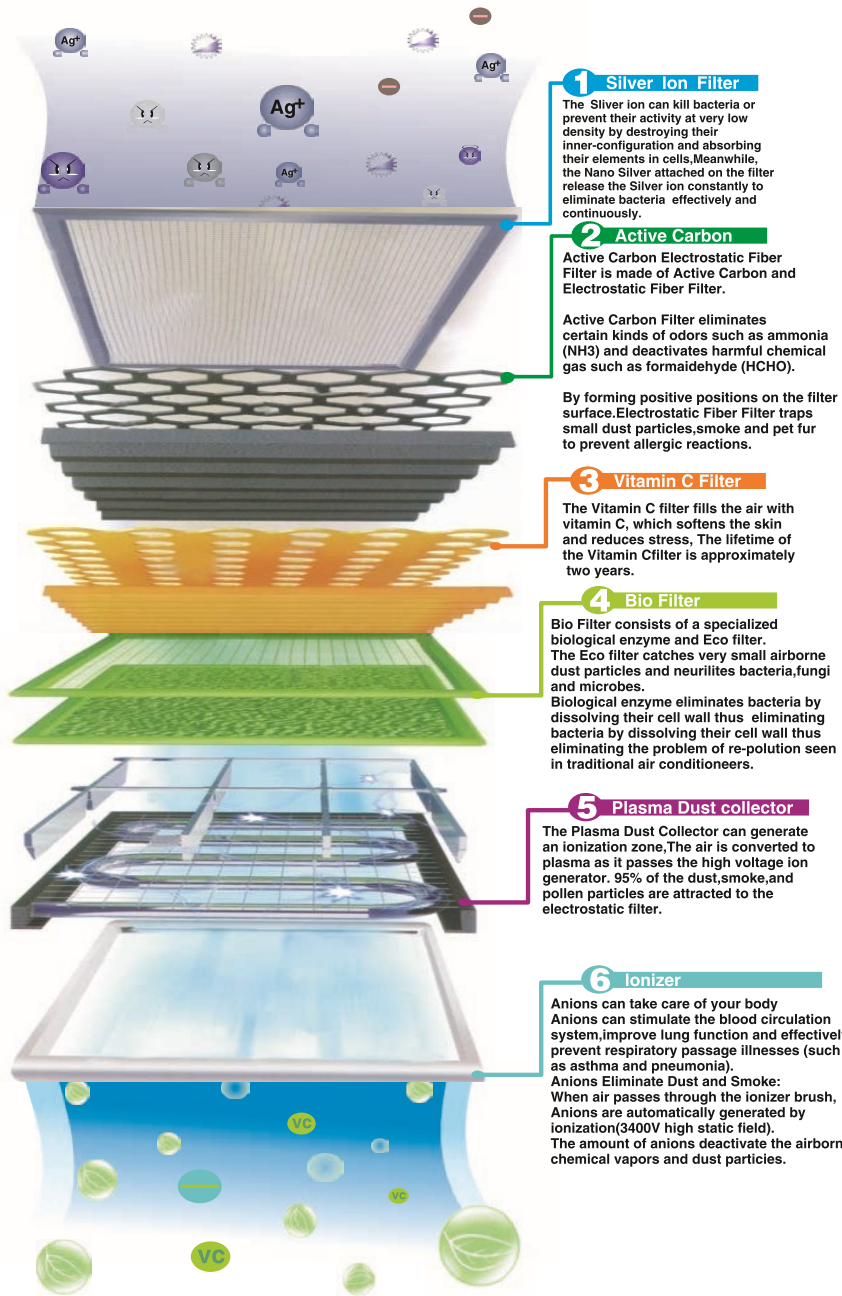 Ag+
Ag+
Ag+
Ag+
1 Silver Ion Filter
The Sliver ion can kill bacteria or
prevent their activity at very low
density by destroying their
inner-configuration and absorbing
their elements in cells,Meanwhile,
the Nano Silver attached on the filter
release the Silver ion constantly to
eliminate bacteria effectively and
continuously.
2 Active Carbon
Active Carbon Electrostatic Fiber
Filter is made of Active Carbon and
Electrostatic Fiber Filter.
Active Carbon Filter eliminates
certain kinds of odors such as ammonia
(NH3) and deactivates harmful chemical
gas such as formaidehyde (HCHO).
By forming positive positions on the filter
surface.Electrostatic Fiber Filter traps
small dust particles,smoke and pet fur
to prevent allergic reactions.
3 Vitamin C Filter
The Vitamin C filter fills the air with
vitamin C, which softens the skin
and reduces stress, The lifetime of
the Vitamin Cfilter is approximately
two years.
4 Bio Filter
Bio Filter consists of a specialized
biological enzyme and Eco filter.
The Eco filter catches very small airborne
dust particles and neurilites bacteria,fungi
and microbes.
Biological enzyme eliminates bacteria by
dissolving their cell wall thus eliminating
bacteria by dissolving their cell wall thus
eliminating the problem of re-polution seen
in traditional air conditioneers.
5 Plasma Dust collector
The Plasma Dust Collector can generate
an ionization zone,The air is converted to
plasma as it passes the high voltage ion
generator. 95% of the dust,smoke,and
pollen particles are attracted to the
electrostatic filter.
6 Ionizer
Anions can take care of your body
Anions can stimulate the blood circulation
system,improve lung function and effectivel
prevent respiratory passage illnesses (such
as asthma and pneumonia).
Anions Eliminate Dust and Smoke:
When air passes through the ionizer brush,
Anions are automatically generated by
ionization(3400V high static field).
The amount of anions deactivate the airborn
chemical vapors and dust particies.
VC
VC
VC